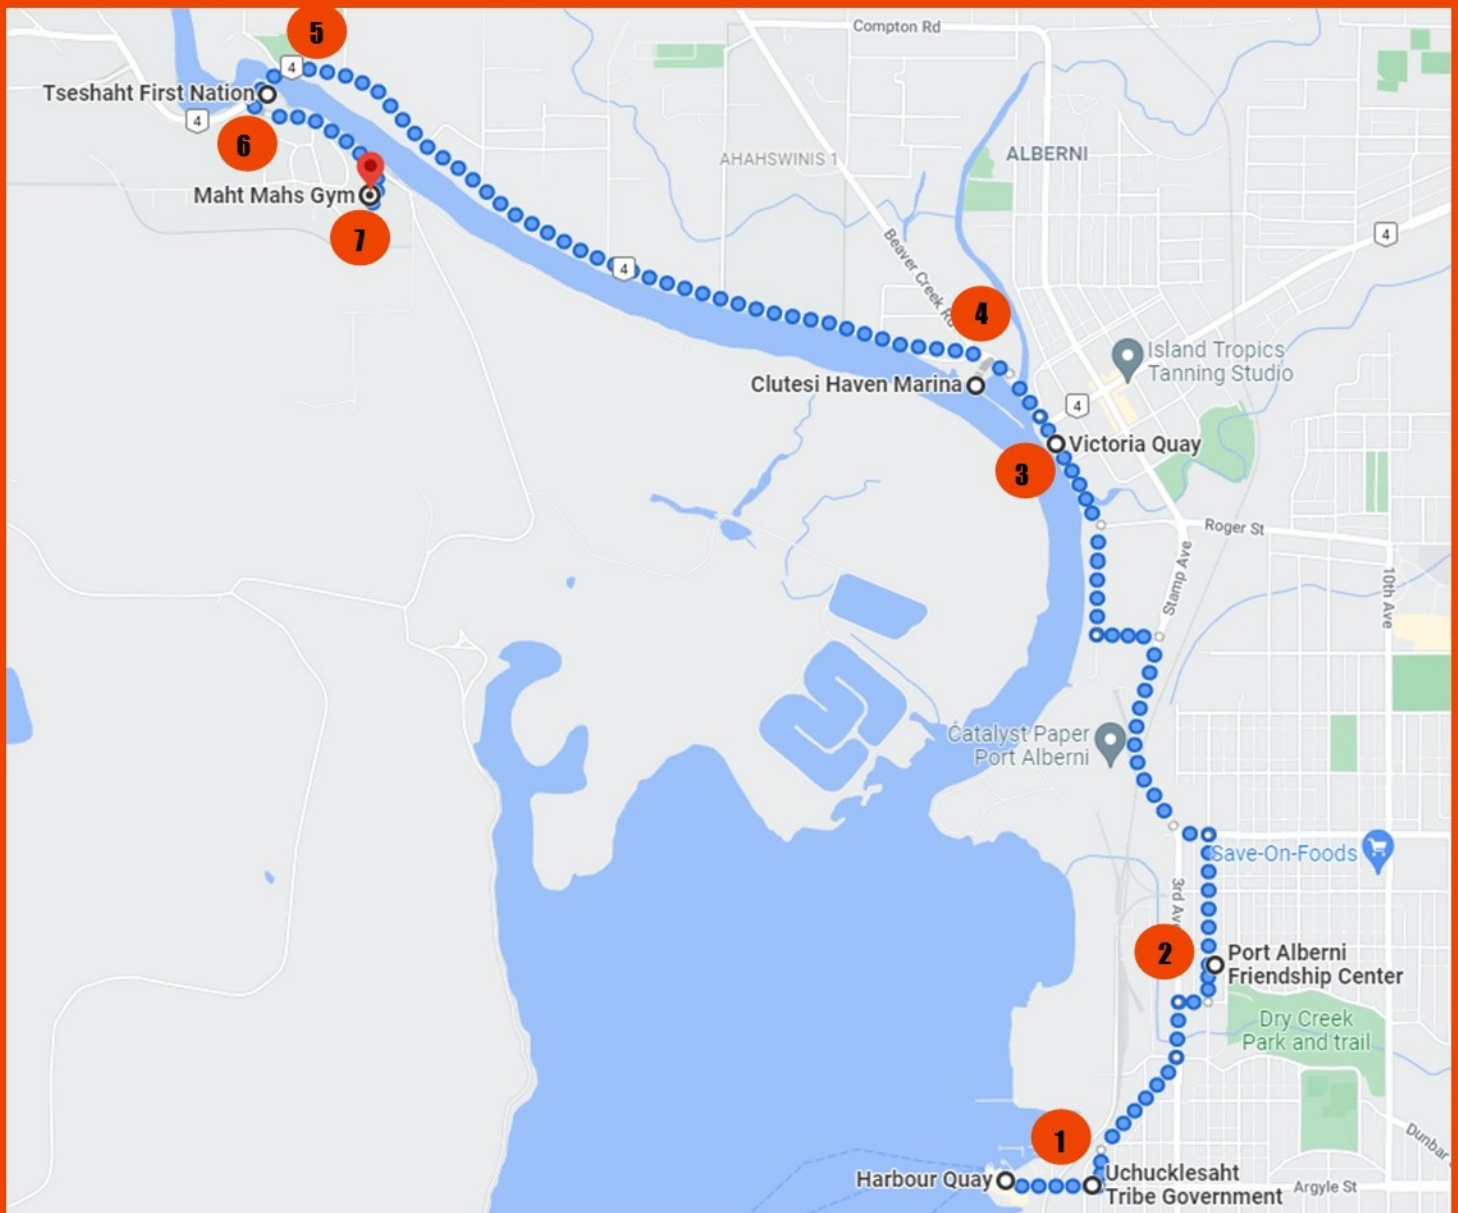 5
Compton Rd
4
Tseshaht First Nation
4
6
AHAHSWINIS 1
ALBERNI
Maht Mahs Gym
7
4
Beaver Creek Rd
4
4
Island Tropics
Tanning Studio
Clutesi Haven Marina
4
Victoria Quay
3
Roger St
Stamp Ave
10th Ave
Catalyst Paper
Port Alberni
Save-On-Foods
3rd Ave
2
Port Alberni
Friendship Center
Dry Creek
Park and trail
1
Dunbar
Harbour Quay
Uchucklesaht
Tribe Government
Argyle St